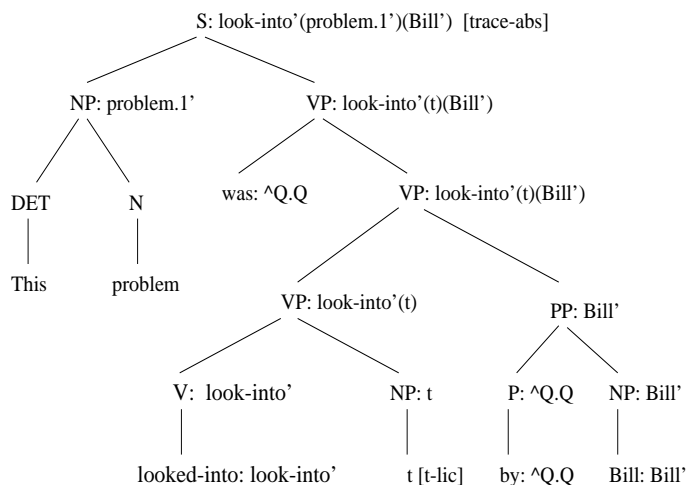 S: look-into’(problem.1’)(Bill’) [trace-abs]
NP: problem.1’ VP: look-into’(t)(Bill’)
DET N was: ^Q.Q VP: look-into’(t)(Bill’)
This problem VP: look-into’(t) PP: Bill’
V: look-into’ NP: t P: ^Q.Q NP: Bill’
looked-into: look-into’ t [t-lic] by: ^Q.Q Bill: Bill’